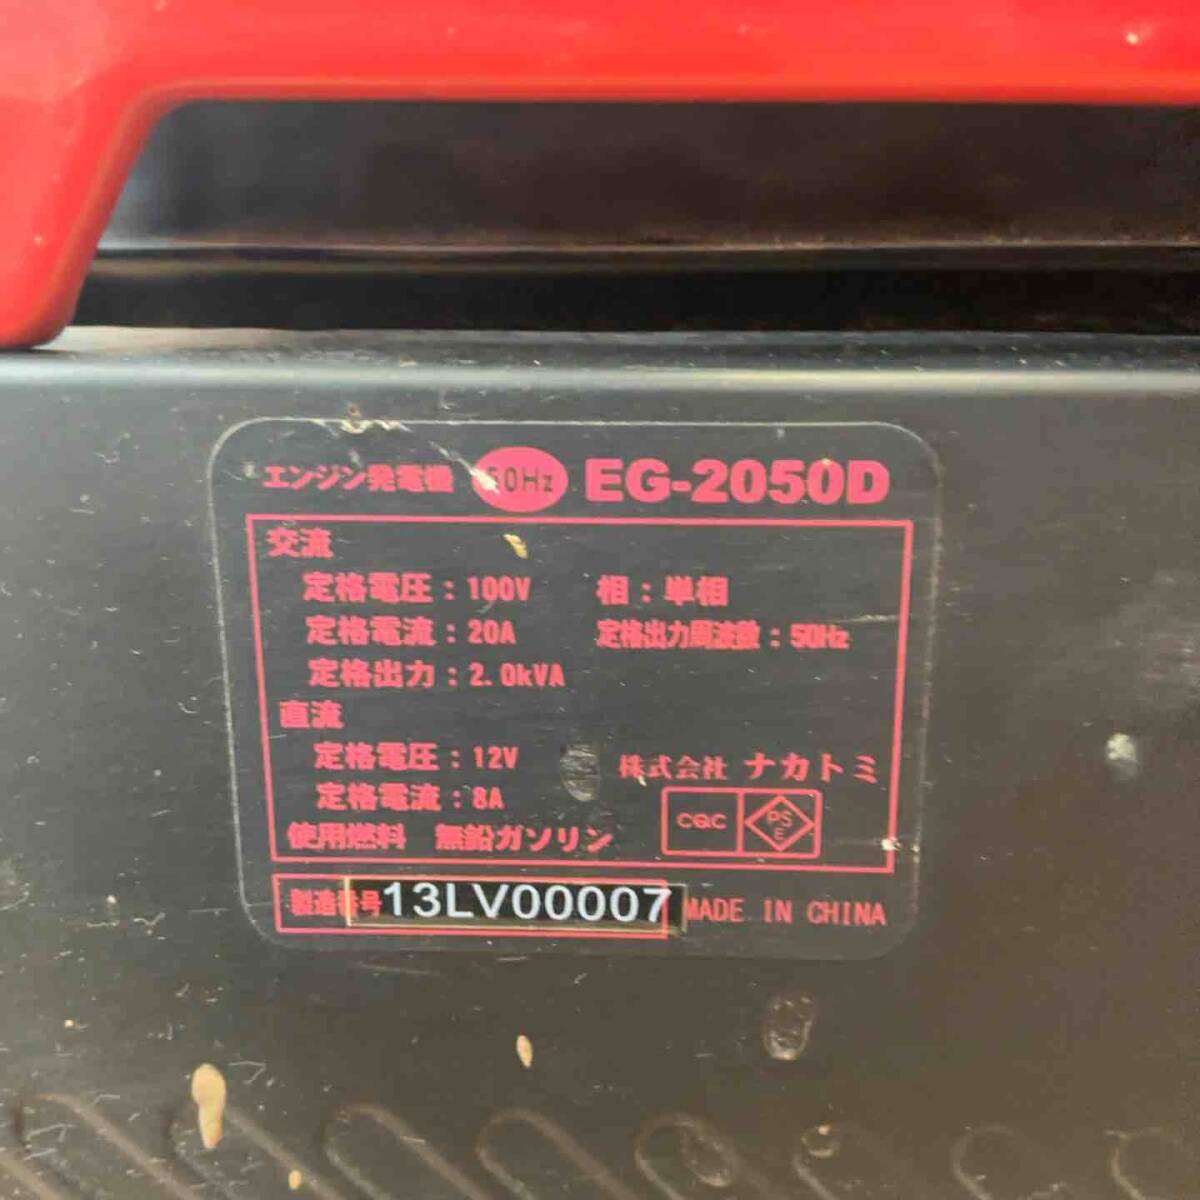 エンジン発電機 50Hz EG-2050D
交流
定格電圧：100V 相：単相
定格電流：20A 定格出力周波数：50Hz
定格出力：2.0kVA
直流
定格電圧：12V
定格電流：8A
株式会社 ナカトミ
CQC PSE
使用燃料 無鉛ガソリン
製造番号 13LV00007 MADE IN CHINA